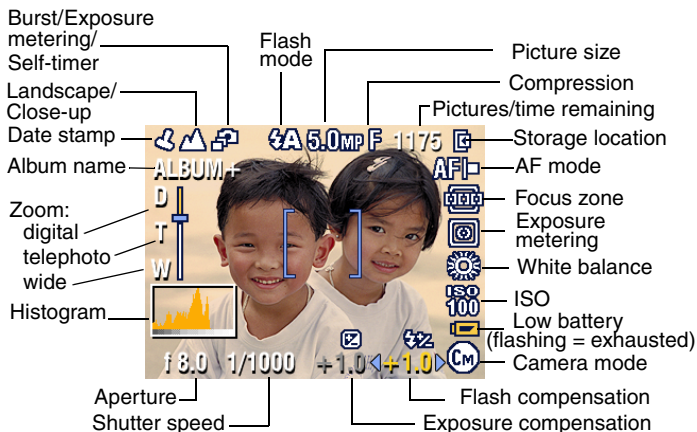 Burst/Exposure
metering/
Self-timer
Flash
mode
Picture size
Landscape/
Close-up
Compression
Pictures/time remaining
Date stamp
5.0MP F 1175
Storage location
Album name
ALBUM+
AF
AF mode
Zoom:
digital
telephoto
wide
D
T
W
Focus zone
Exposure
metering
White balance
ISO
100
ISO
Histogram
Low battery
(flashing = exhausted)
f 8.0 1/1000 +1.0 +1.0
CM
Camera mode
Aperture
Flash compensation
Shutter speed
Exposure compensation